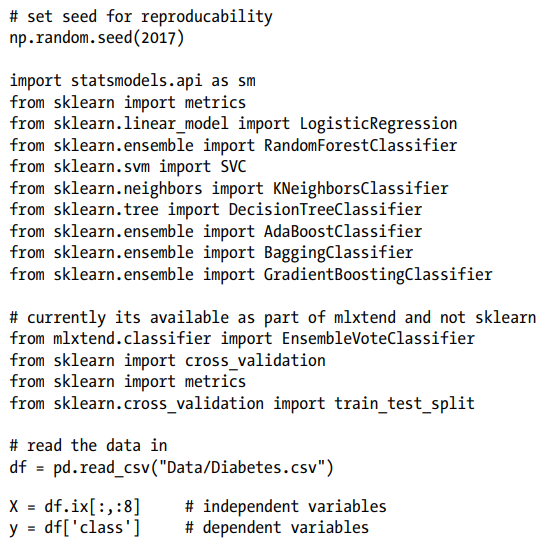 # set seed for reproducability
np.random.seed(2017)
import statsmodels.api as sm
from sklearn import metrics
from sklearn.linear_model import LogisticRegression
from sklearn.ensemble import RandomForestClassifier
from sklearn.svm import SVC
from sklearn.neighbors import KNeighborsClassifier
from sklearn.tree import DecisionTreeClassifier
from sklearn.ensemble import AdaBoostClassifier
from sklearn.ensemble import BaggingClassifier
from sklearn.ensemble import GradientBoostingClassifier
# currently its available as part of mlxtend and not sklearn
from mlxtend.classifier import EnsembleVoteClassifier
from sklearn import cross_validation
from sklearn import metrics
from sklearn.cross_validation import train_test_split
# read the data in
df = pd.read_csv("Data/Diabetes.csv")
X = df.ix[:,:8]     # independent variables
y = df['class']     # dependent variables